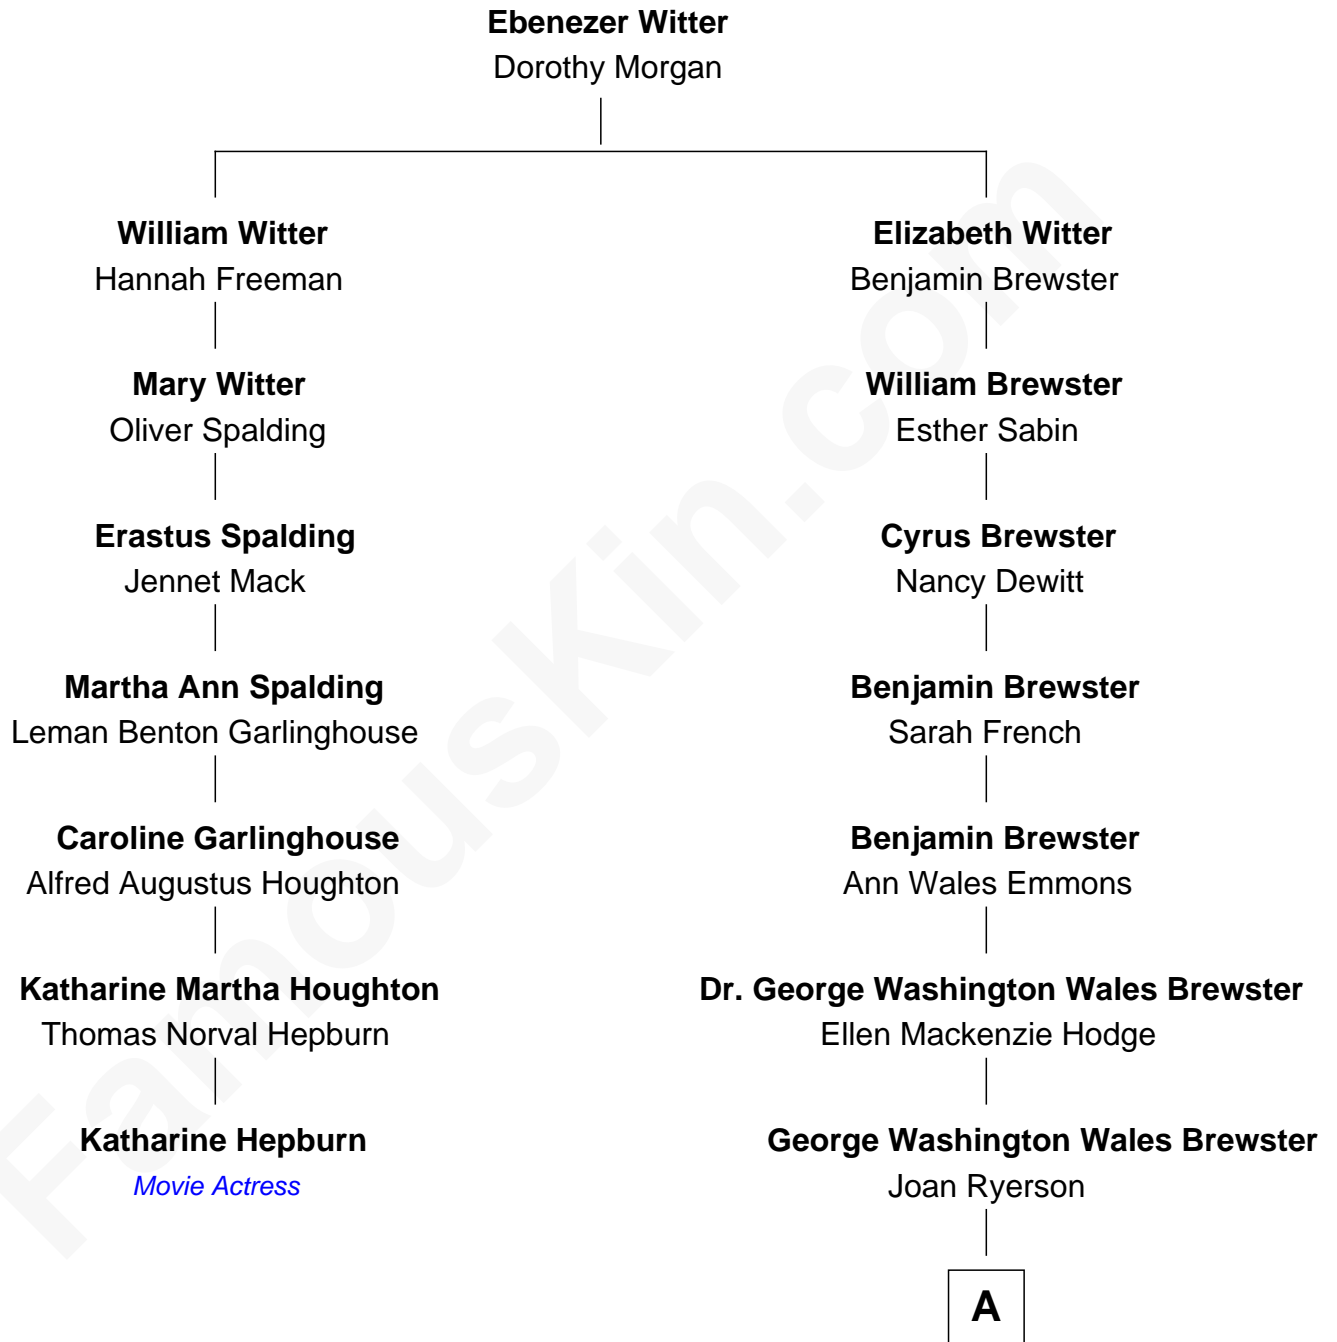 Ebenezer Witter
Dorothy Morgan
William Witter
Hannah Freeman
Elizabeth Witter
Benjamin Brewster
Mary Witter
Oliver Spalding
William Brewster
Esther Sabin
Erastus Spalding
Jennet Mack
Cyrus Brewster
Nancy Dewitt
Martha Ann Spalding
Leman Benton Garlinghouse
Benjamin Brewster
Sarah French
Caroline Garlinghouse
Alfred Augustus Houghton
Benjamin Brewster
Ann Wales Emmons
Katharine Martha Houghton
Thomas Norval Hepburn
Dr. George Washington Wales Brewster
Ellen Mackenzie Hodge
Katharine Hepburn
Movie Actress
George Washington Wales Brewster
Joan Ryerson
A
FamousKin.com